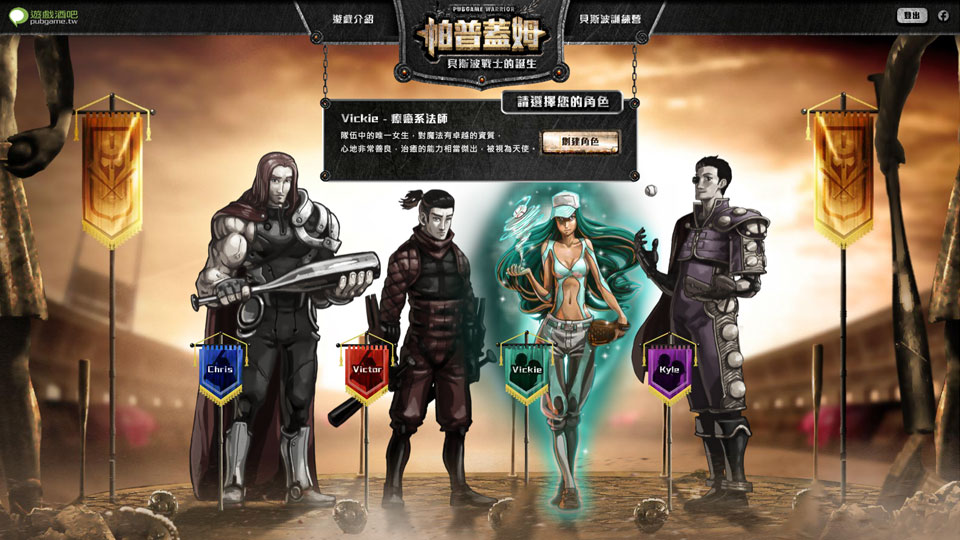 遊戲酒吧
pubgame.tw
遊戲介紹
PUBGAME WARRIOR
帕普蓋姆
貝斯波戰士的誕生
貝斯波訓練營
登出
請選擇您的角色
Vickie - 療癒系法師
隊伍中的唯一女生，對魔法有卓越的資質，
心地非常善良，治癒的能力相當傑出，被視為天使。
創建角色
Chris
Victor
Vickie
Kyle